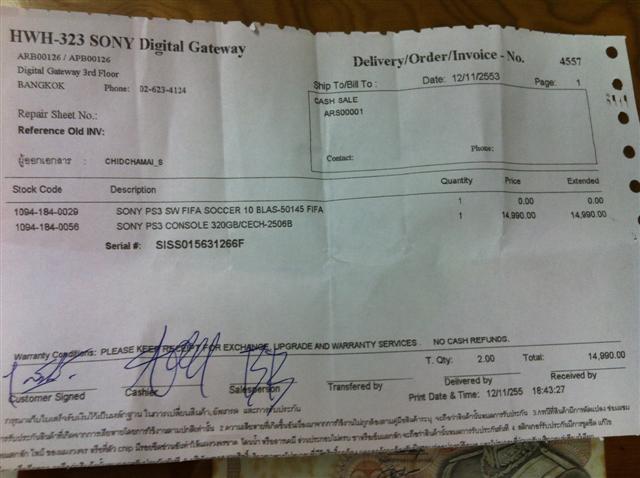 HWH-323 SONY Digital Gateway
ARB00126 / APB00126
Digital Gateway 3rd Floor
BANGKOK Phone: 02-623-4124
Repair Sheet No.:
Reference Old INV:
ผู้ออกเอกสาร : CHIDCHAMAI_S
Delivery/Order/Invoice - No. 4557
Ship To/Bill To : Date: 12/11/2553 Page: 1
CASH SALE
ARS00001
Contact: Phone:
Stock Code Description Quantity Price Extended
1094-184-0029 SONY PS3 SW FIFA SOCCER 10 BLAS-50145 FIFA 1 0.00 0.00
1094-184-0056 SONY PS3 CONSOLE 320GB/CECH-2506B 1 14,990.00 14,990.00
Serial #: SISS015631266F
Warranty Conditions: PLEASE KEEP RECEIPT FOR EXCHANGE, UPGRADE AND WARRANTY SERVICES NO CASH REFUNDS.
T. Qty: 2.00 Total: 14,990.00
Customer Signed Cashier Salesperson Transfered by Delivered by Received by
Print Date & Time: 12/11/255 18:43:27